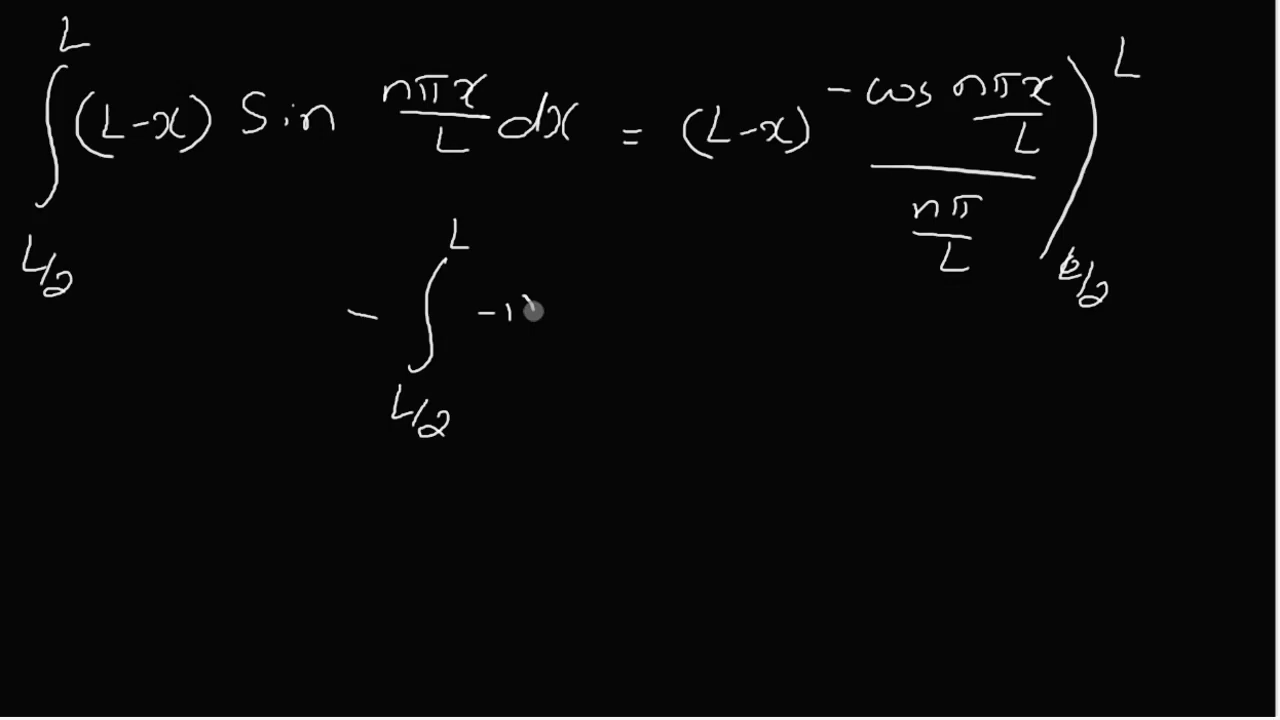 ∫_{L/2}^{L} (L-x) Sin nπx/L dx = (L-x) (-cos nπx/L)/(nπ/L) )_{L/2}^{L}
- ∫_{L/2}^{L} -1